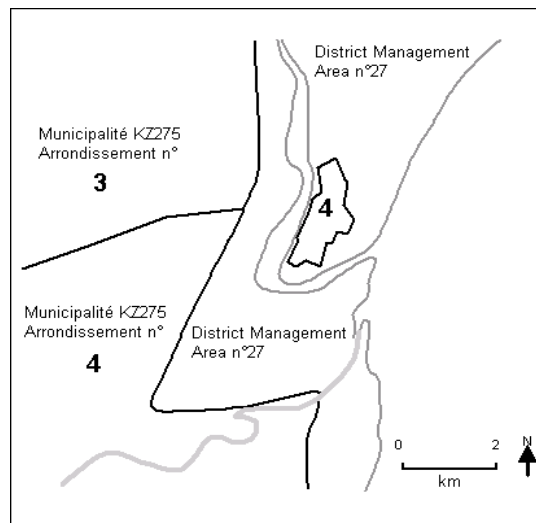 District Management
Area n°27
Municipalité KZ275
Arrondissement n°
3
4
Municipalité KZ275
Arrondissement n°
4
District Management
Area n°27
0 2
km
N